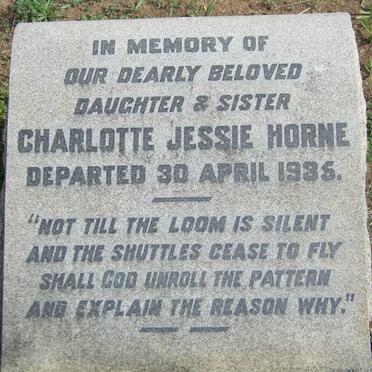 IN MEMORY OF
OUR DEARLY BELOVED
DAUGHTER & SISTER
CHARLOTTE JESSIE HORNE
DEPARTED 30 APRIL 1935.
"NOT TILL THE LOOM IS SILENT
AND THE SHUTTLES CEASE TO FLY
SHALL GOD UNROLL THE PATTERN
AND EXPLAIN THE REASON WHY."